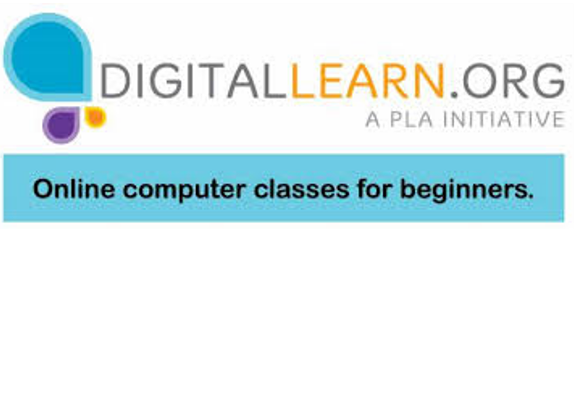 DIGITALLEARN.ORG
A PLA INITIATIVE
Online computer classes for beginners.